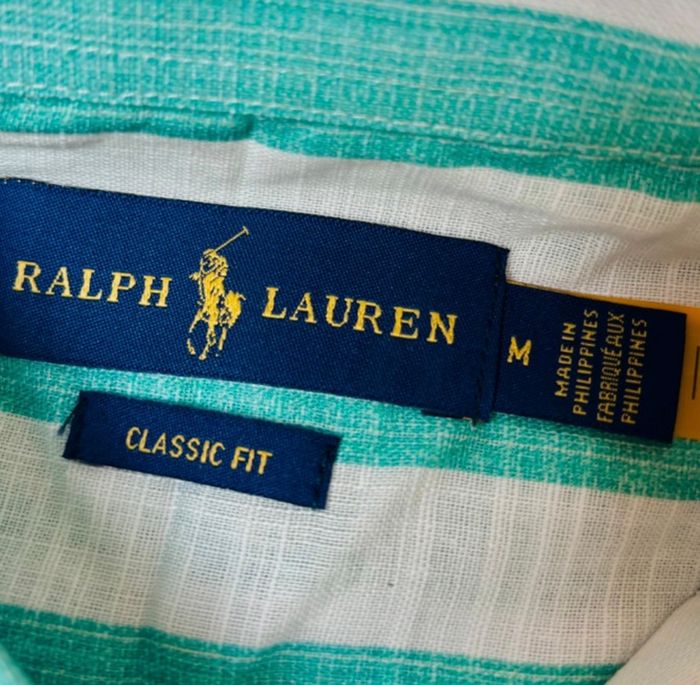 RALPH LAUREN
M
MADE IN
PHILIPPINES
FABRIQUÉ AUX
PHILIPPINES
CLASSIC FIT